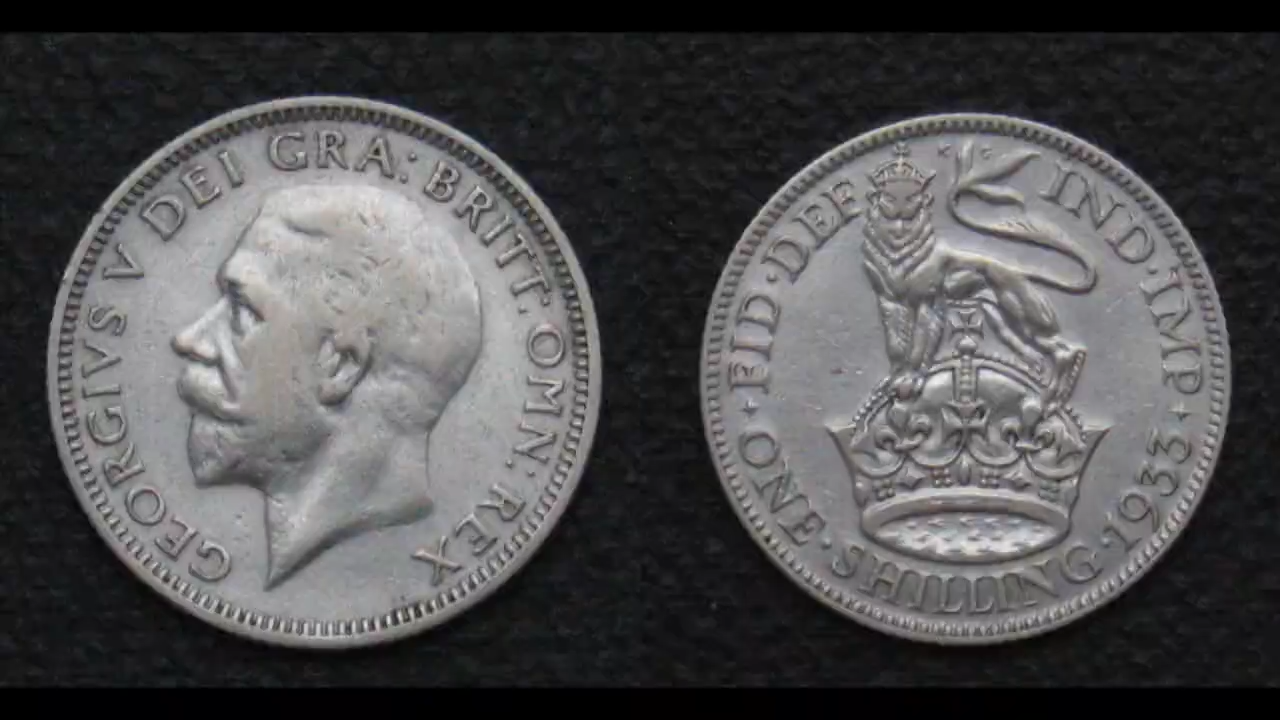 GEORGIVS V DEI GRA: BRITT: OMN: REX
FID · DEF IND · IMP
ONE · SHILLING · 1933